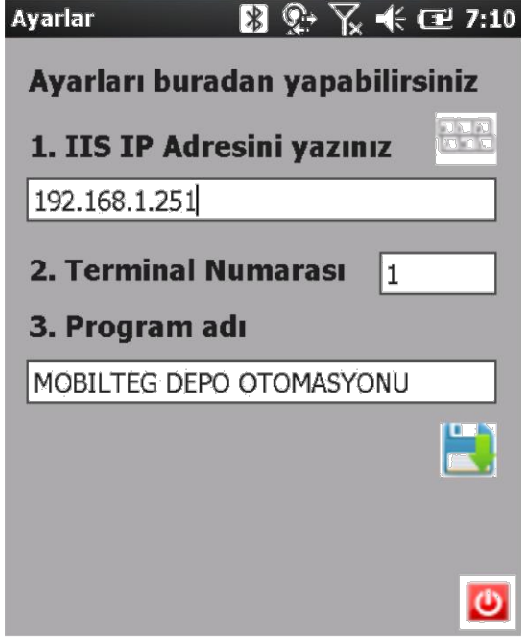 Ayarlar 7:10
Ayarları buradan yapabilirsiniz
1. IIS IP Adresini yazınız
192.168.1.251
2. Terminal Numarası 1
3. Program adı
MOBILTEG DEPO OTOMASYONU